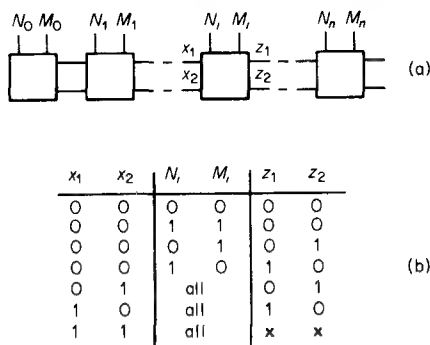 N₀ M₀ N₁ M₁ Nᵢ Mᵢ Nₙ Mₙ
x₁ z₁
x₂ z₂
(a)
x₁ x₂ Nᵢ Mᵢ z₁ z₂
0 0 0 0 0 0
0 0 1 1 0 0
0 0 0 1 0 1
0 0 1 0 1 0
0 1 all 0 1
1 0 all 1 0
1 1 all x x
(b)